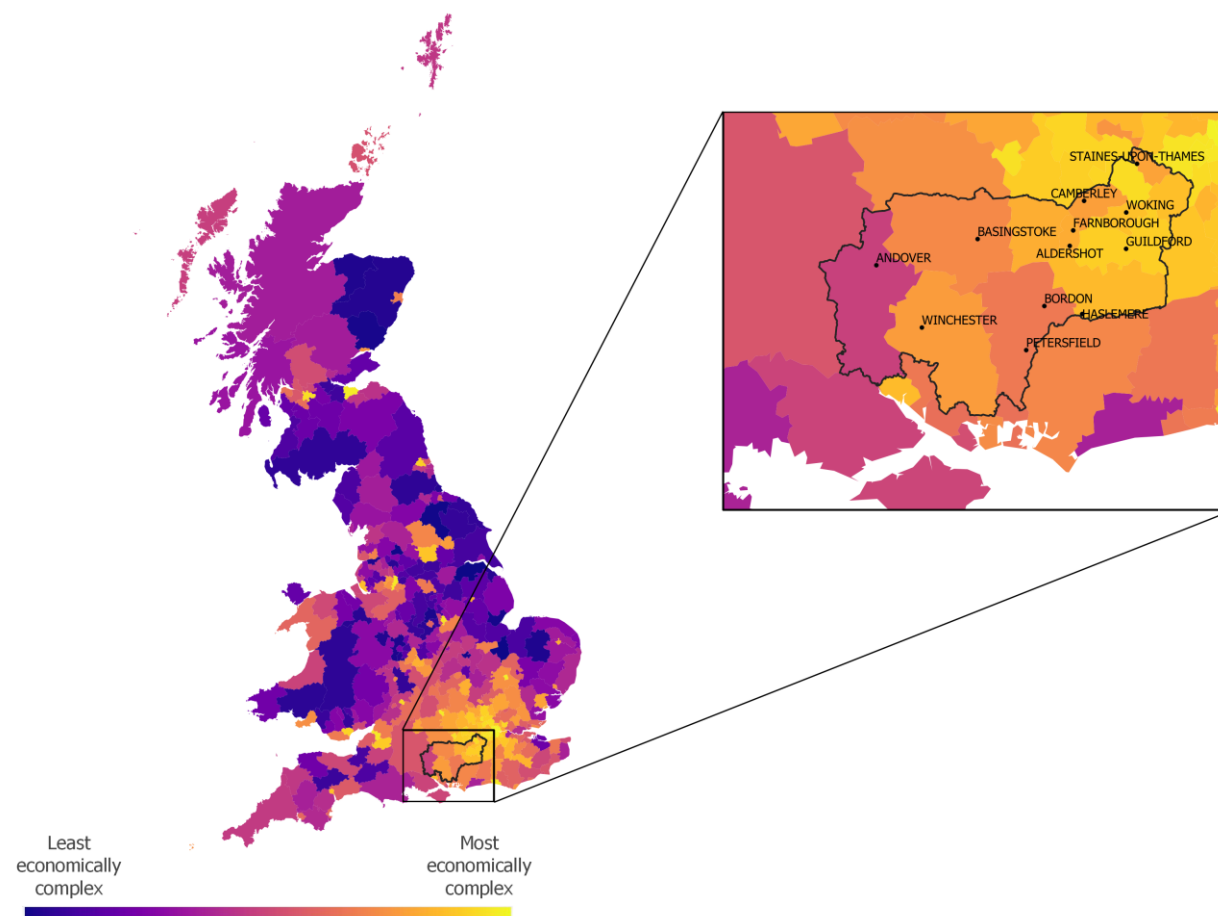 STAINES-UPON-THAMES
CAMBERLEY
WOKING
FARNBOROUGH
BASINGSTOKE
ALDERSHOT
GUILDFORD
ANDOVER
BORDON
HASLEMERE
WINCHESTER
PETERSFIELD
Least
economically
complex
Most
economically
complex